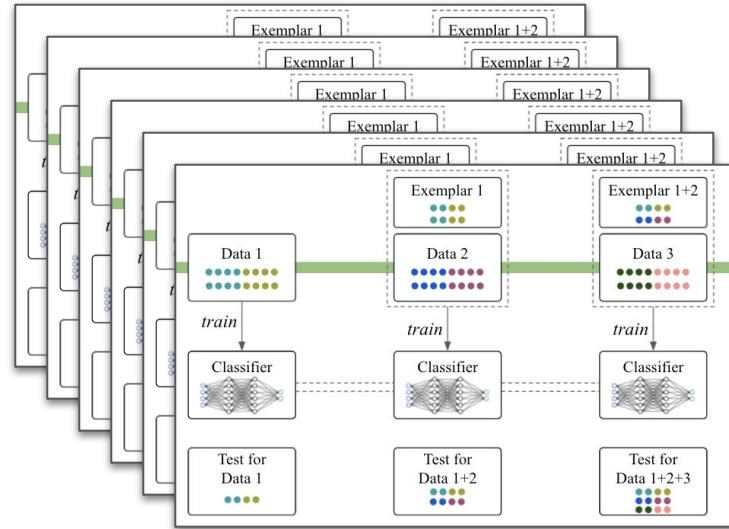 Exemplar 1 Exemplar 1+2
Exemplar 1 Exemplar 1+2
Exemplar 1 Exemplar 1+2
Exemplar 1 Exemplar 1+2
Exemplar 1 Exemplar 1+2
Exemplar 1 Exemplar 1+2
Data 1 Data 2 Data 3
train train train
Classifier Classifier Classifier
Test for Test for Test for
Data 1 Data 1+2 Data 1+2+3